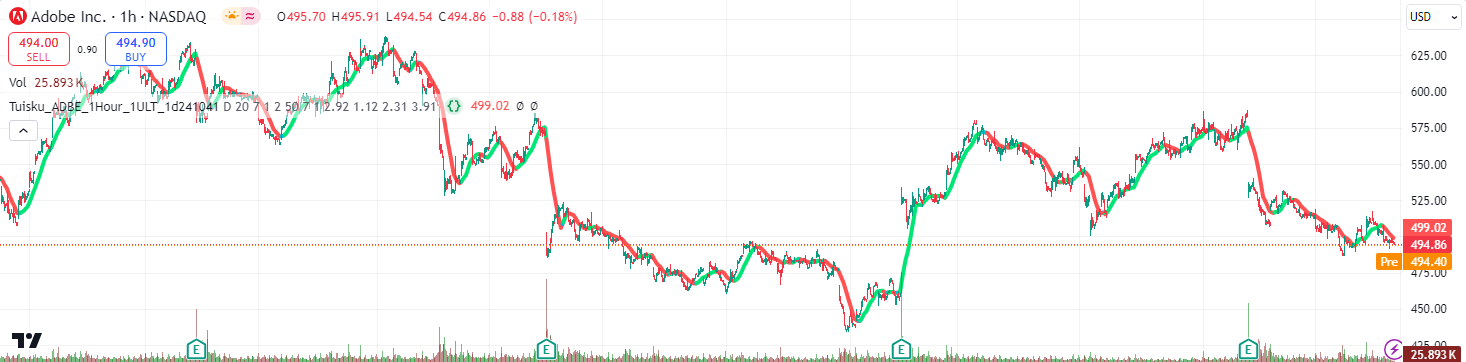 Adobe Inc. · 1h · NASDAQ O495.70 H495.91 L494.54 C494.86 −0.88 (−0.18%)
USD
494.00
SELL
0.90
494.90
BUY
Vol 25.893 K
Tuisku_ADBE_1Hour_1ULT_1d241041 D 20 7 1 2 50 7 1 2.92 1.12 2.31 3.91 {} 499.02 Ø Ø
625.00
600.00
575.00
550.00
525.00
499.02
494.86
Pre 494.40
475.00
450.00
25.893 K
E E E E